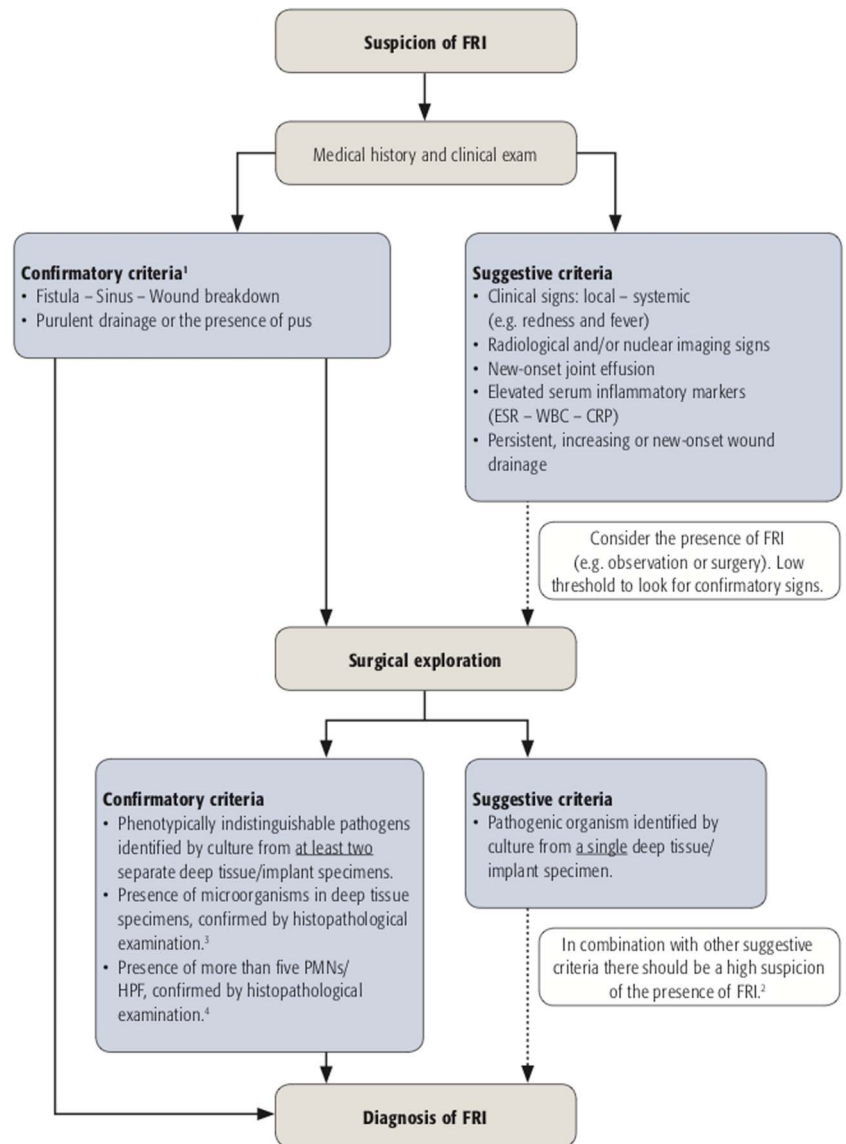 Suspicion of FRI
Medical history and clinical exam
Confirmatory criteria¹
• Fistula – Sinus – Wound breakdown
• Purulent drainage or the presence of pus
Suggestive criteria
• Clinical signs: local – systemic
(e.g. redness and fever)
• Radiological and/or nuclear imaging signs
• New-onset joint effusion
• Elevated serum inflammatory markers
(ESR – WBC – CRP)
• Persistent, increasing or new-onset wound
drainage
Consider the presence of FRI
(e.g. observation or surgery). Low
threshold to look for confirmatory signs.
Surgical exploration
Confirmatory criteria
• Phenotypically indistinguishable pathogens
identified by culture from at least two
separate deep tissue/implant specimens.
• Presence of microorganisms in deep tissue
specimens, confirmed by histopathological
examination.³
• Presence of more than five PMNs/
HPF, confirmed by histopathological
examination.⁴
Suggestive criteria
• Pathogenic organism identified by
culture from a single deep tissue/
implant specimen.
In combination with other suggestive
criteria there should be a high suspicion
of the presence of FRI.²
Diagnosis of FRI